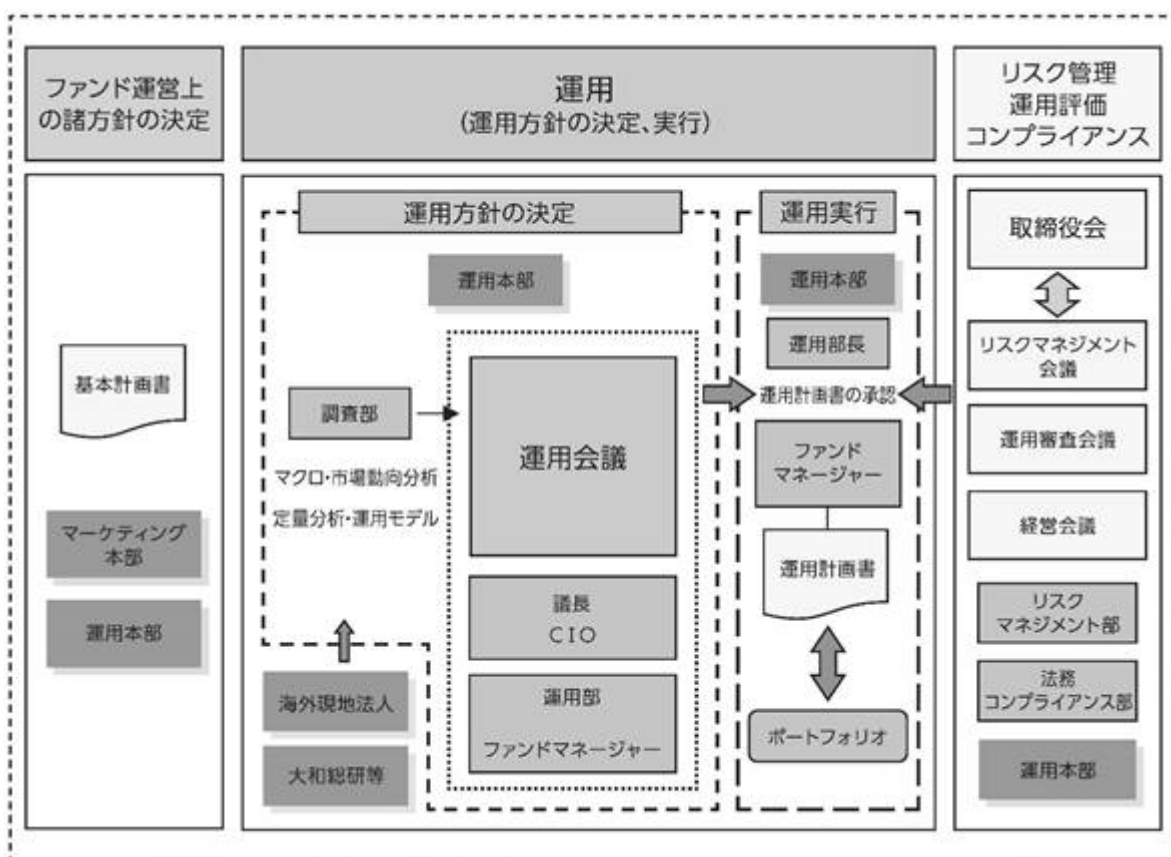 ファンド運営上
の諸方針の決定
運用
(運用方針の決定、実行)
リスク管理
運用評価
コンプライアンス
基本計画書
マーケティング
本部
運用本部
運用方針の決定
運用本部
調査部
マクロ・市場動向分析
定量分析・運用モデル
運用会議
議長
CIO
運用部
ファンドマネージャー
海外現地法人
大和総研等
運用実行
運用本部
運用部長
運用計画書の承認
ファンド
マネージャー
運用計画書
ポートフォリオ
取締役会
リスクマネジメント
会議
運用審査会議
経営会議
リスク
マネジメント部
法務
コンプライアンス部
運用本部